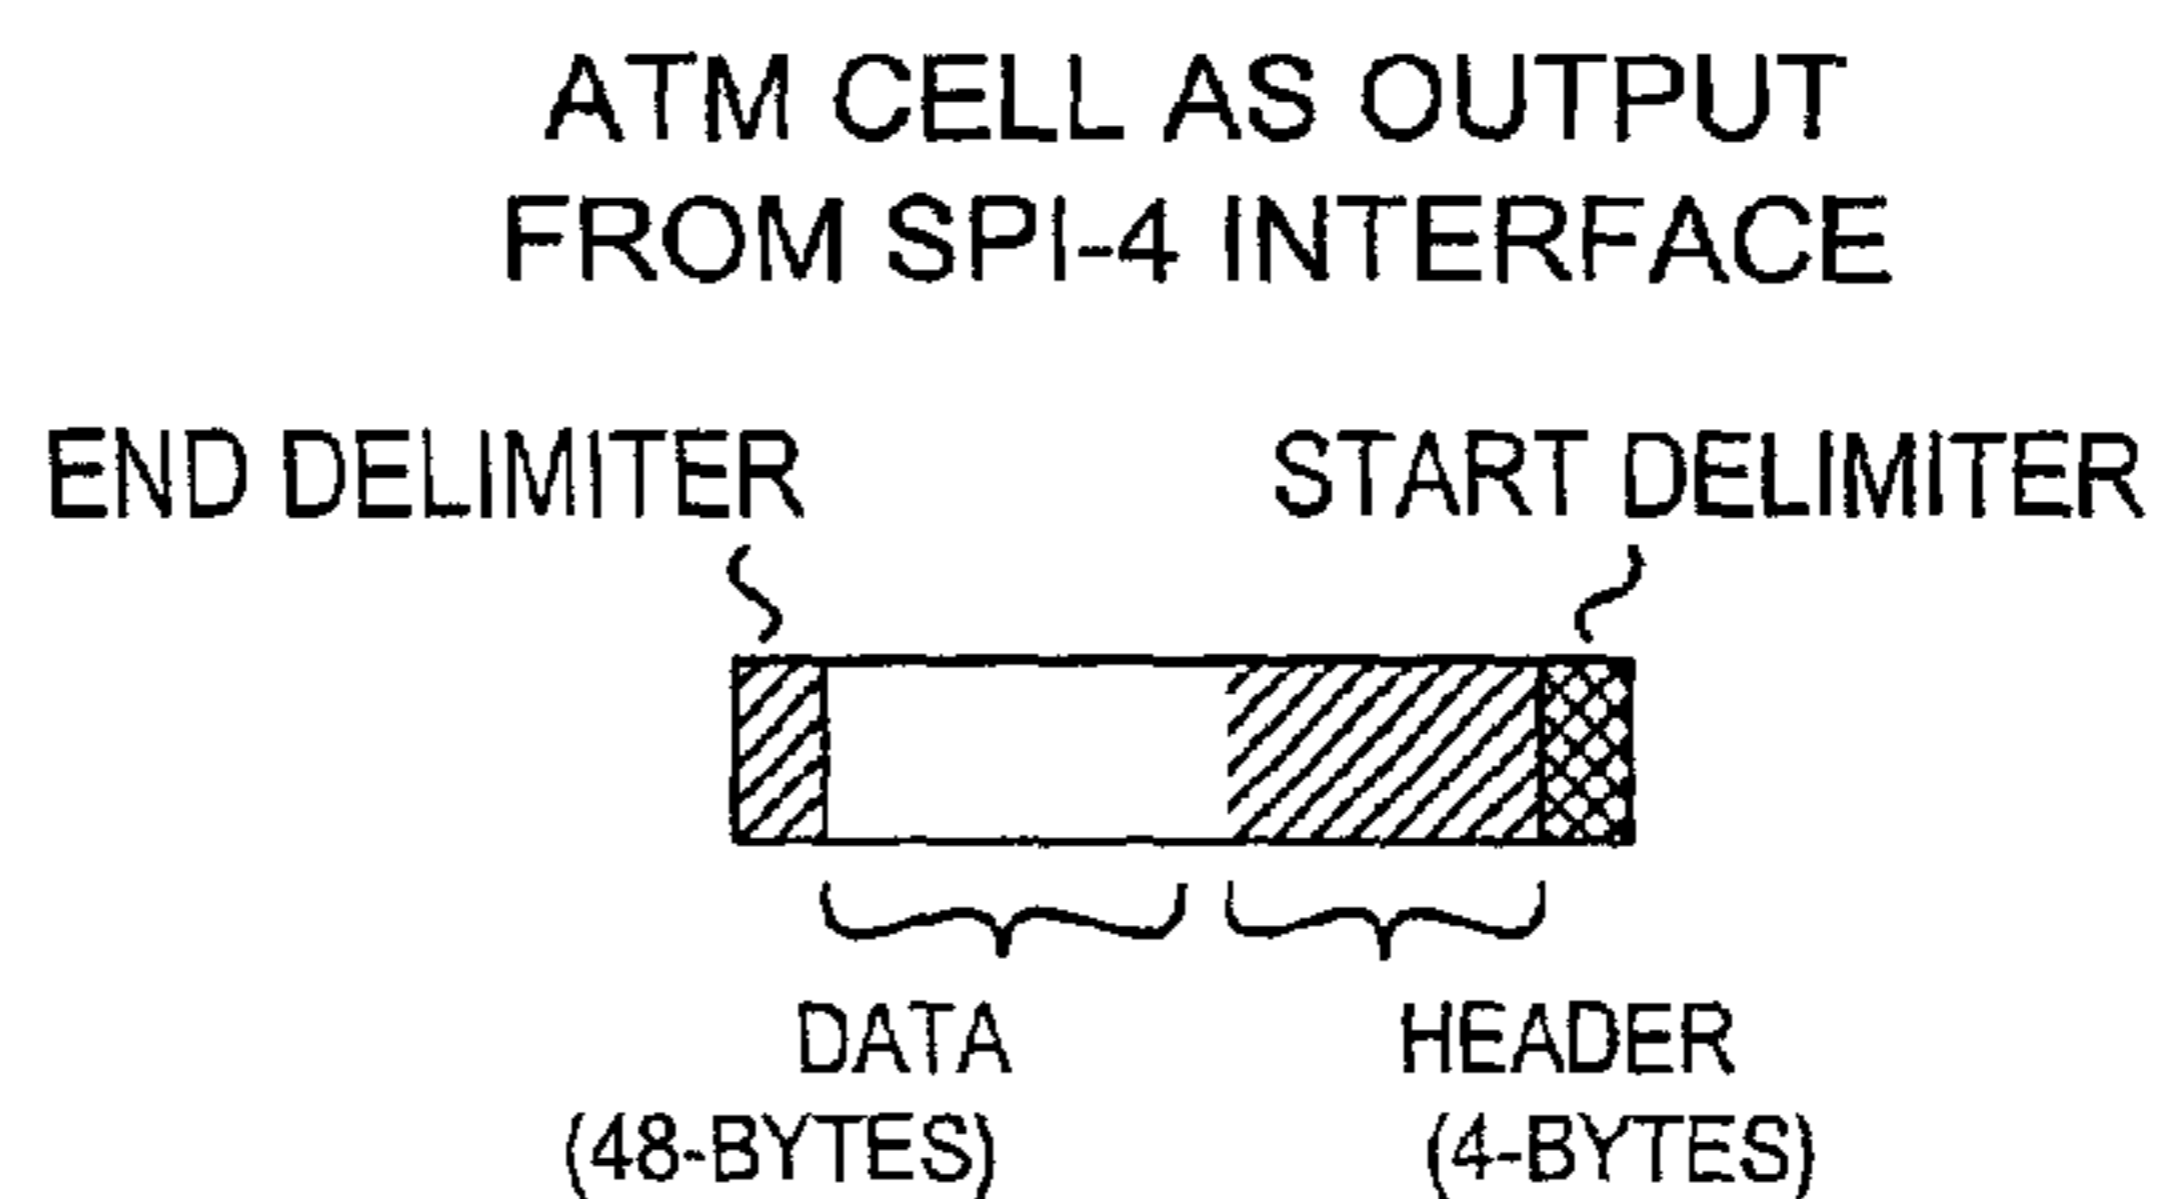 ATM CELL AS OUTPUT
FROM SPI-4 INTERFACE
END DELIMITER
START DELIMITER
DATA
(48-BYTES)
HEADER
(4-BYTES)